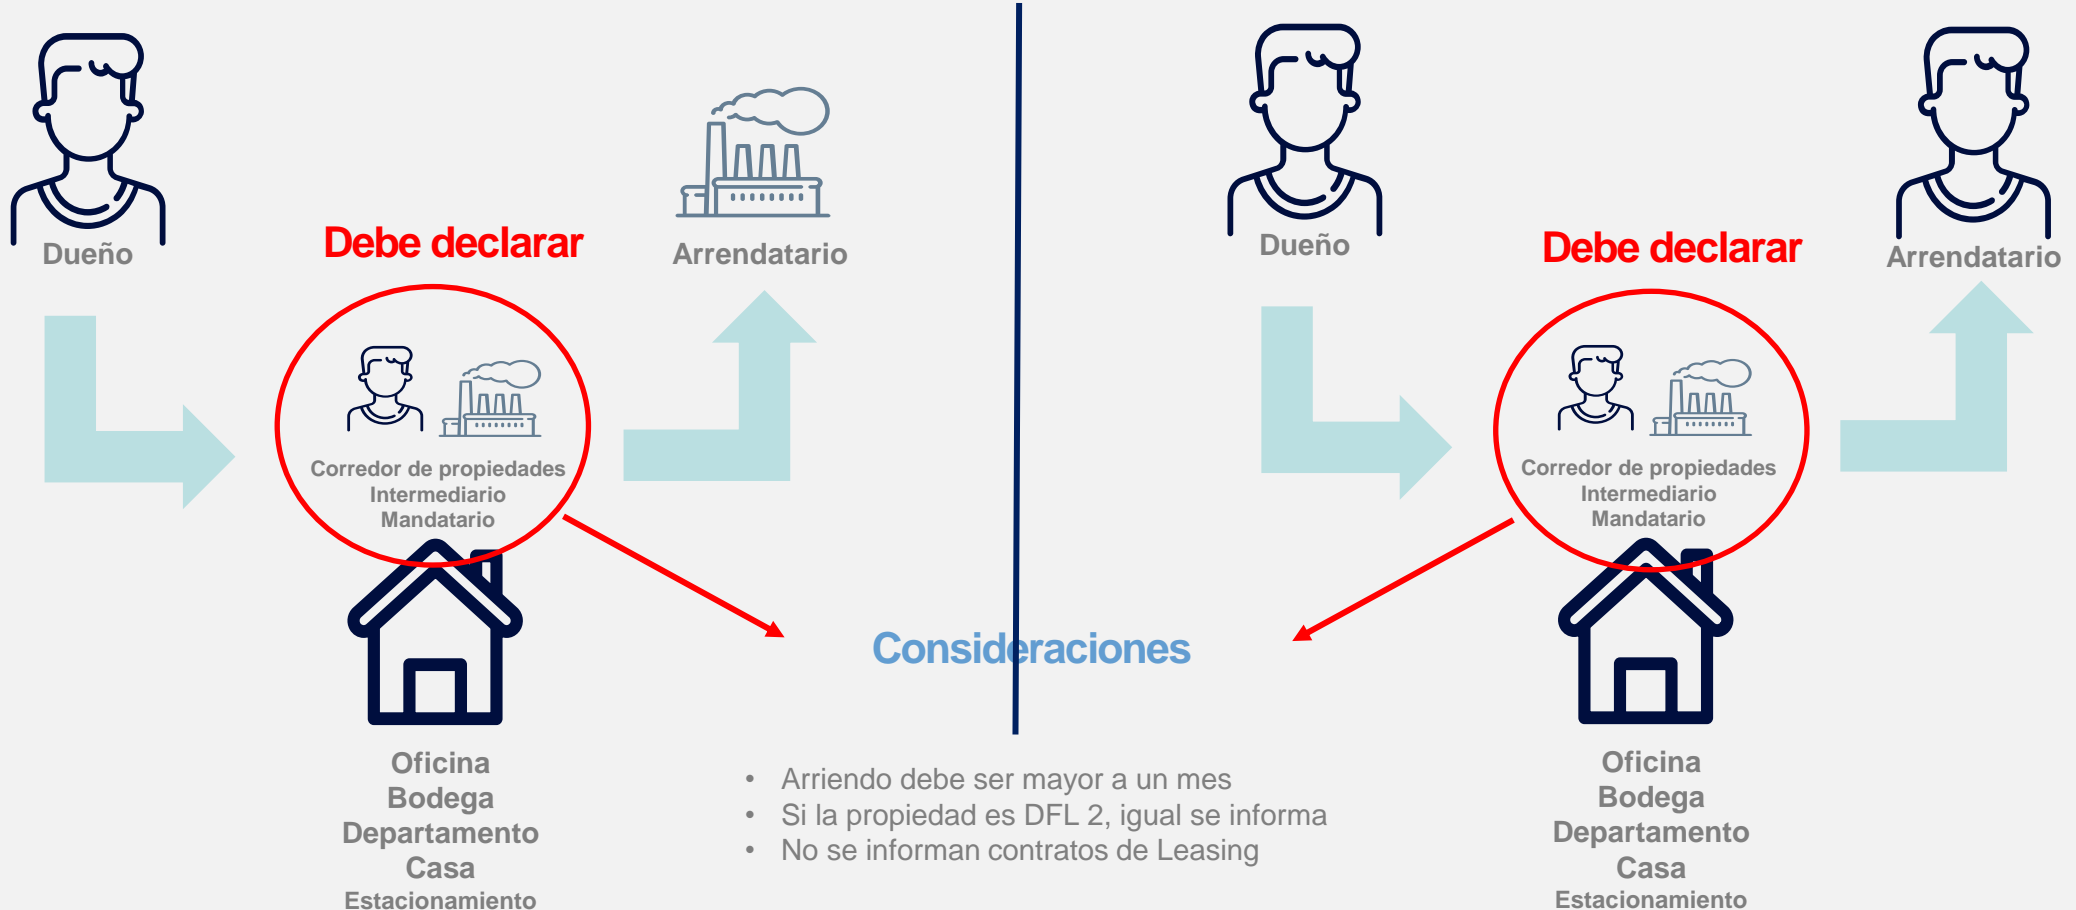 Dueño
Debe declarar
Arrendatario
Corredor de propiedades
Intermediario
Mandatario
Oficina
Bodega
Departamento
Casa
Estacionamiento
Consideraciones
• Arriendo debe ser mayor a un mes
• Si la propiedad es DFL 2, igual se informa
• No se informan contratos de Leasing
Dueño
Debe declarar
Arrendatario
Corredor de propiedades
Intermediario
Mandatario
Oficina
Bodega
Departamento
Casa
Estacionamiento